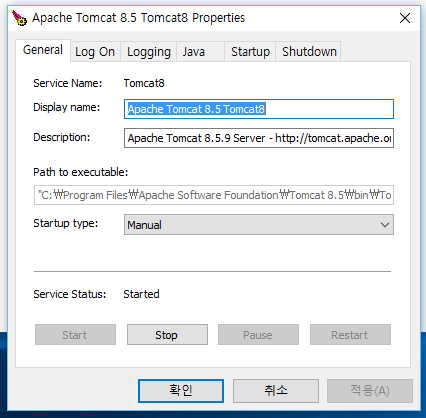 Apache Tomcat 8.5 Tomcat8 Properties
General Log On Logging Java Startup Shutdown
Service Name: Tomcat8
Display name: Apache Tomcat 8.5 Tomcat8
Description: Apache Tomcat 8.5.9 Server - http://tomcat.apache.or
Path to executable:
"C:₩Program Files₩Apache Software Foundation₩Tomcat 8.5₩bin₩To
Startup type: Manual
Service Status: Started
Start Stop Pause Restart
확인 취소 적용(A)